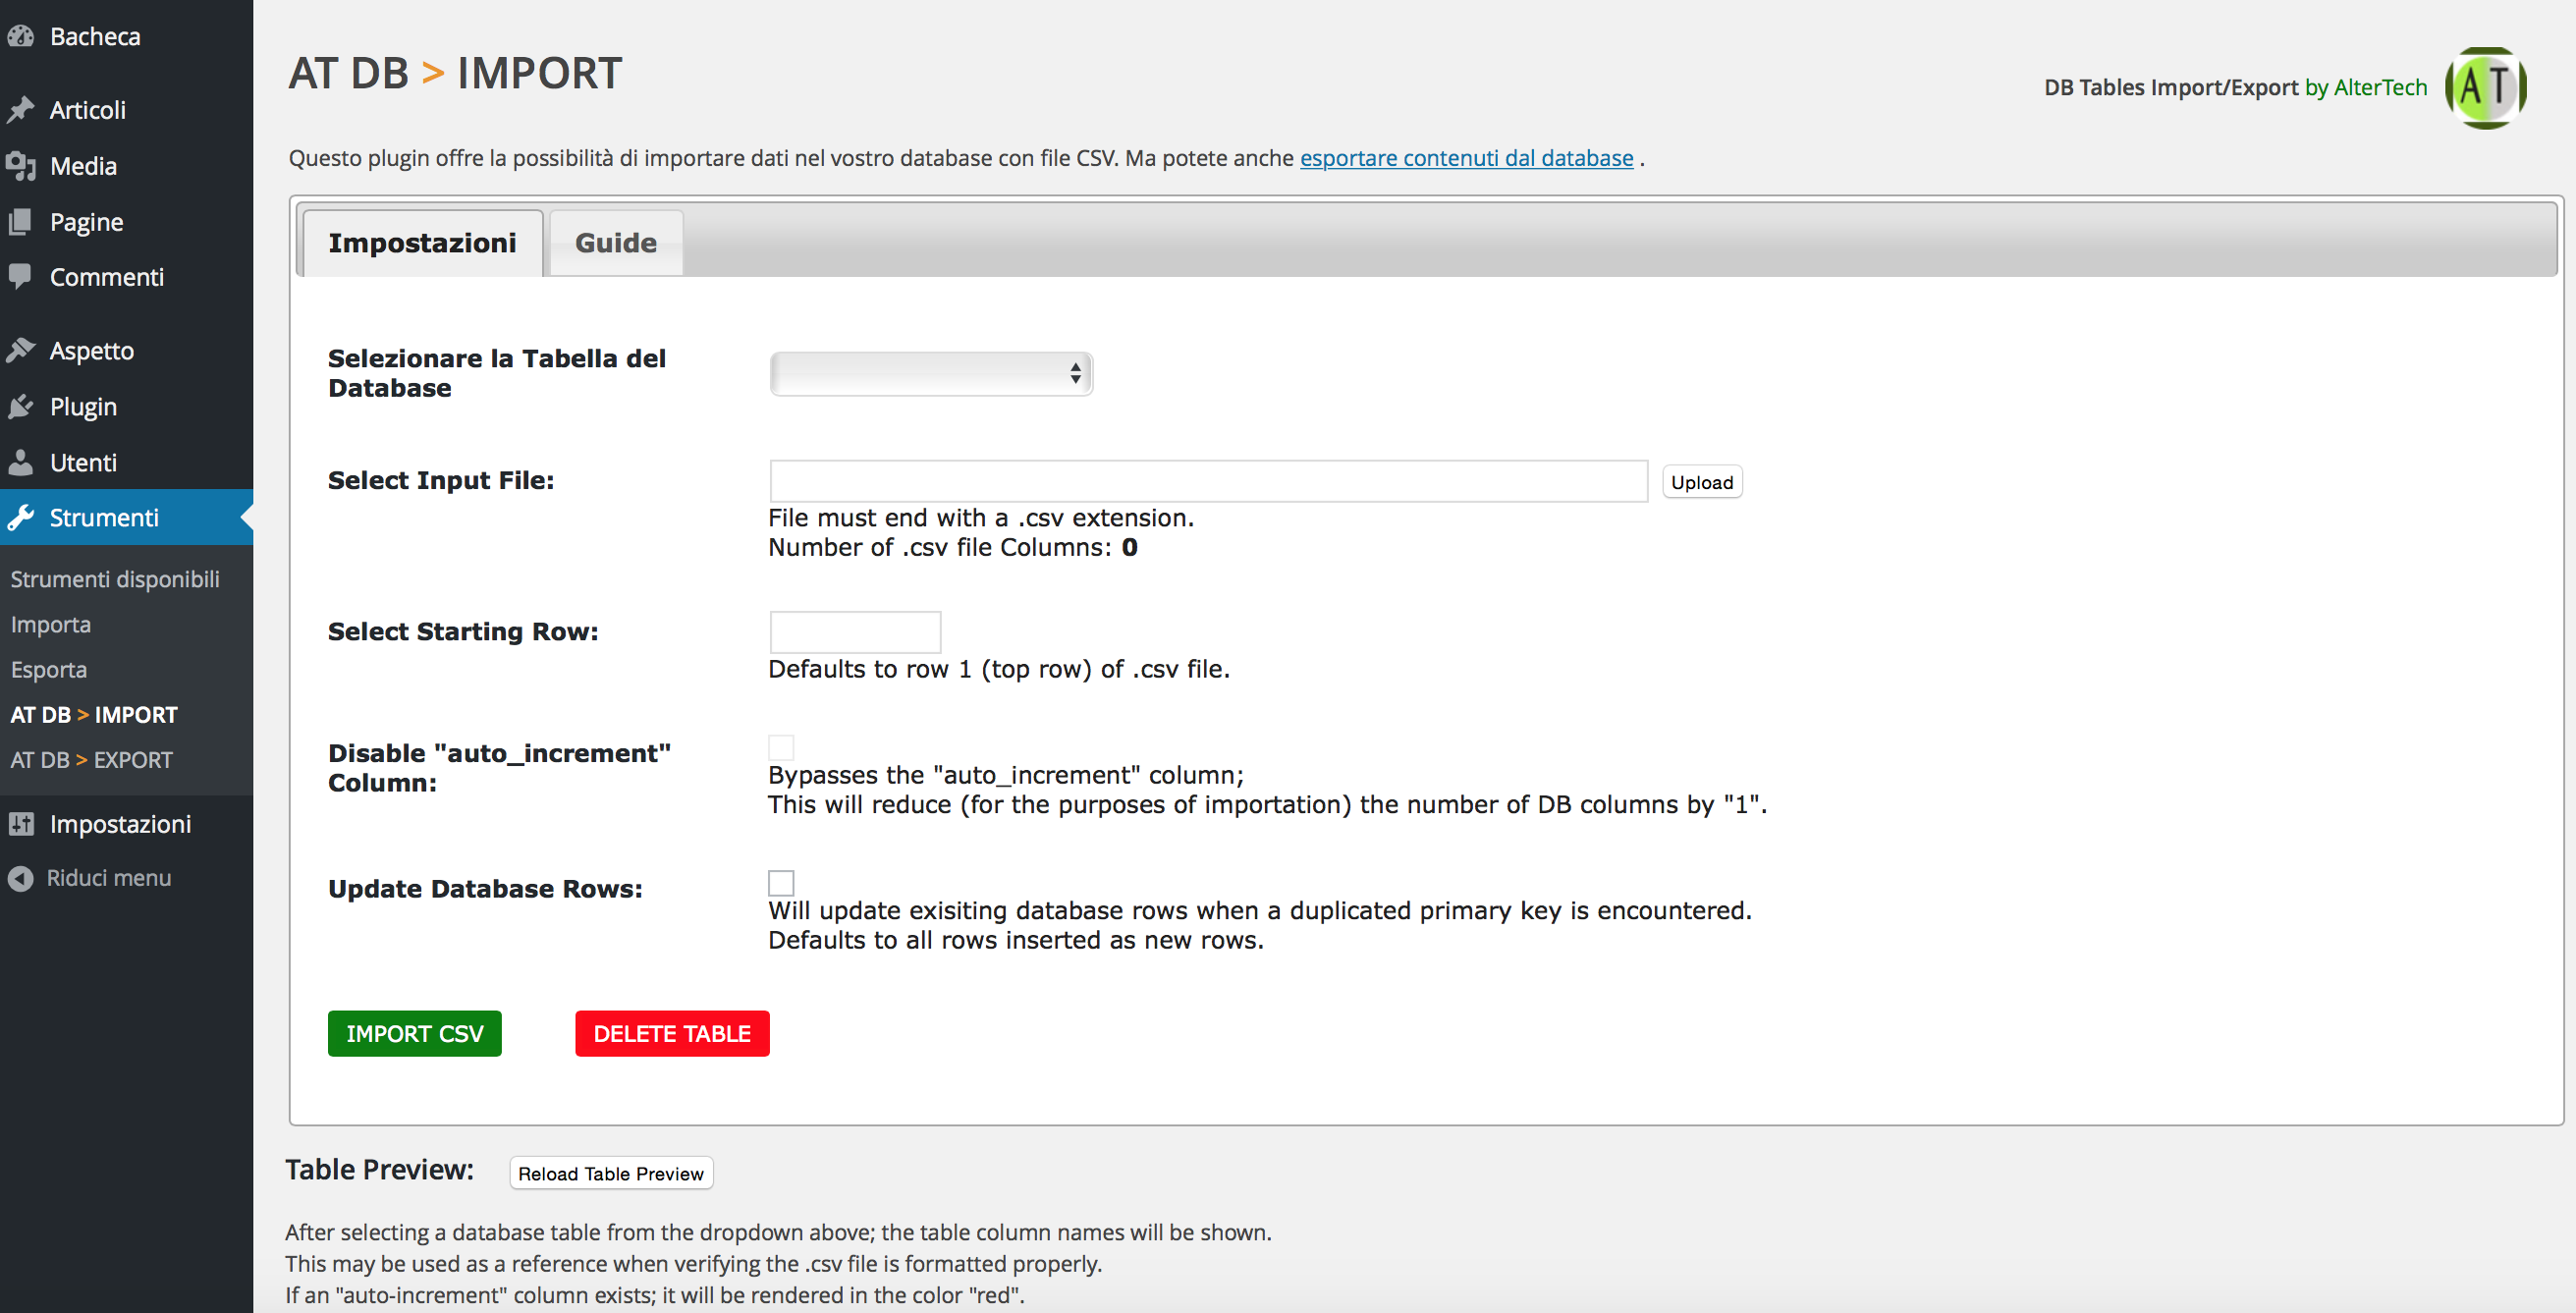 Bacheca
Articoli
Media
Pagine
Commenti
Aspetto
Plugin
Utenti
Strumenti
Strumenti disponibili
Importa
Esporta
AT DB > IMPORT
AT DB > EXPORT
Impostazioni
Riduci menu
AT DB > IMPORT
DB Tables Import/Export by AlterTech
AT
Questo plugin offre la possibilità di importare dati nel vostro database con file CSV. Ma potete anche esportare contenuti dal database .
Impostazioni
Guide
Selezionare la Tabella del
Database
Select Input File:
Upload
File must end with a .csv extension.
Number of .csv file Columns: 0
Select Starting Row:
Defaults to row 1 (top row) of .csv file.
Disable "auto_increment"
Column:
Bypasses the "auto_increment" column;
This will reduce (for the purposes of importation) the number of DB columns by "1".
Update Database Rows:
Will update exisiting database rows when a duplicated primary key is encountered.
Defaults to all rows inserted as new rows.
IMPORT CSV
DELETE TABLE
Table Preview:
Reload Table Preview
After selecting a database table from the dropdown above; the table column names will be shown.
This may be used as a reference when verifying the .csv file is formatted properly.
If an "auto-increment" column exists; it will be rendered in the color "red".